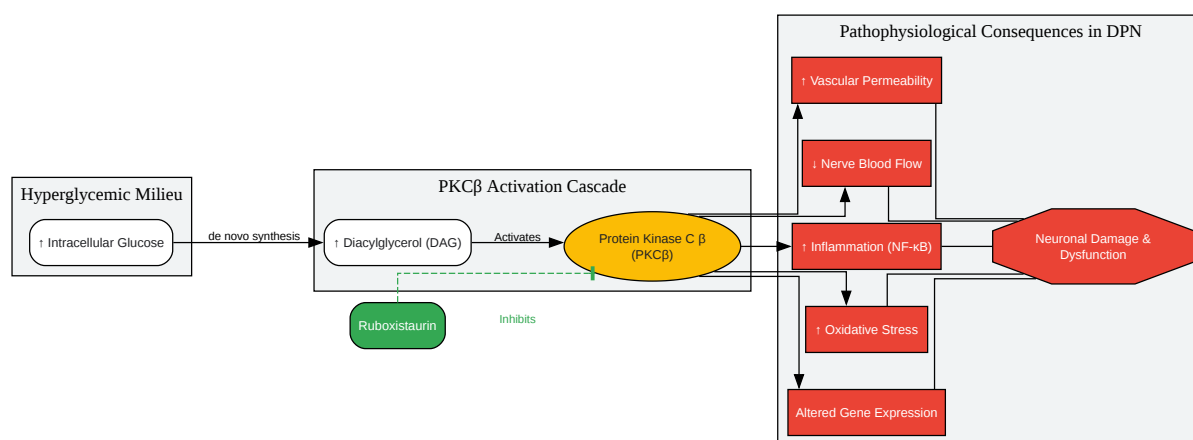 Pathophysiological Consequences in DPN
↑ Vascular Permeability
↓ Nerve Blood Flow
Hyperglycemic Milieu
PKCβ Activation Cascade
↑ Intracellular Glucose
de novo synthesis
↑ Diacylglycerol (DAG)
Activates
Protein Kinase C β
(PKCβ)
↑ Inflammation (NF-κB)
Neuronal Damage &
Dysfunction
Ruboxistaurin
Inhibits
↑ Oxidative Stress
Altered Gene Expression